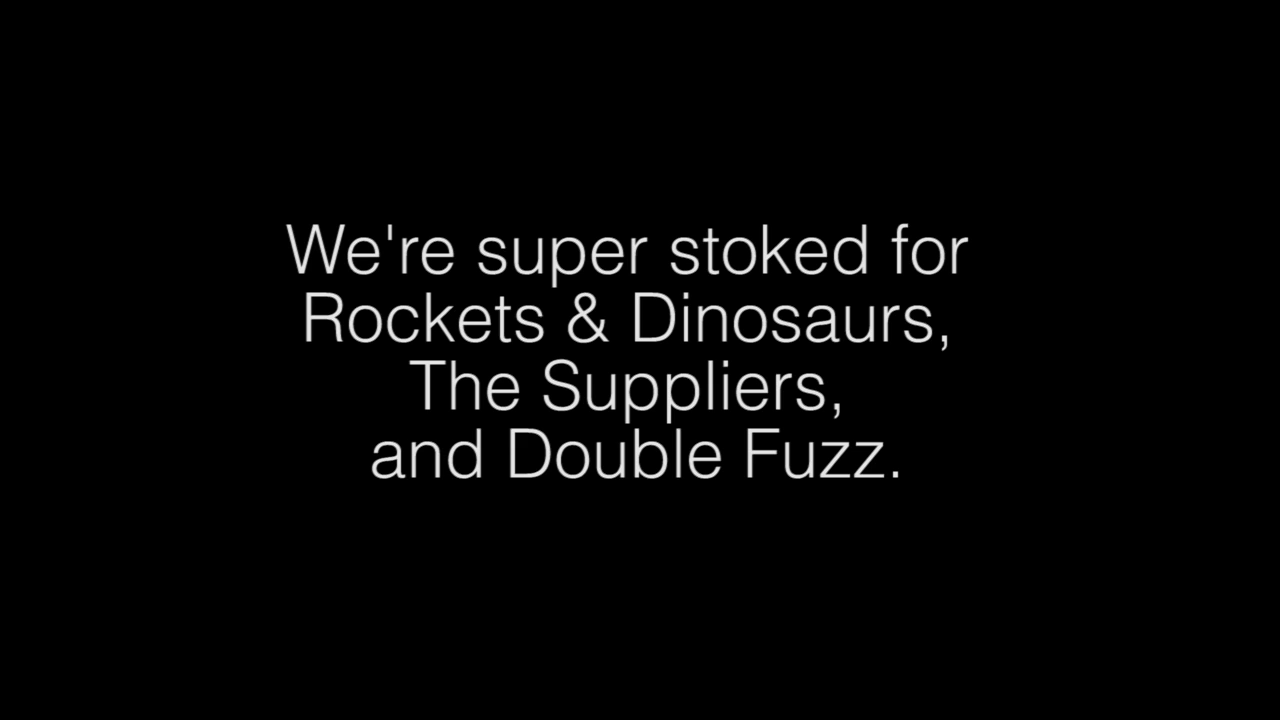 We're super stoked for
Rockets & Dinosaurs,
The Suppliers,
and Double Fuzz.